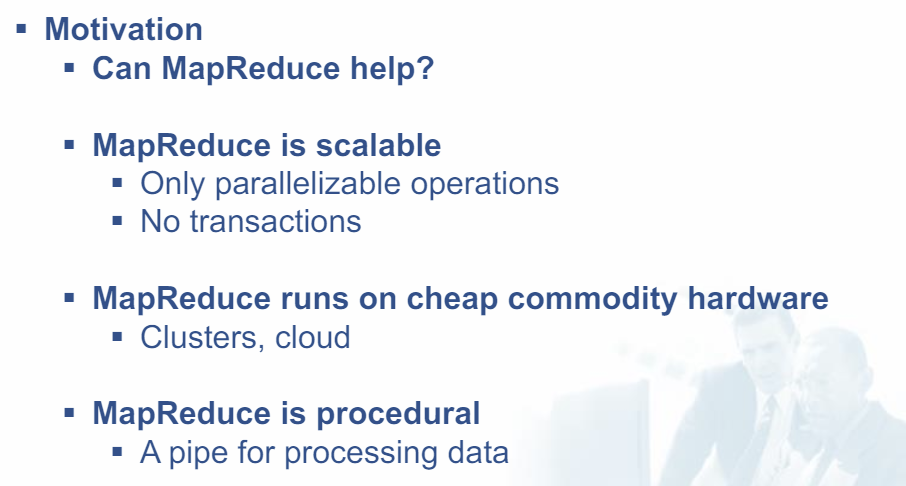 Motivation
Can MapReduce help?
MapReduce is scalable
Only parallelizable operations
No transactions
MapReduce runs on cheap commodity hardware
Clusters, cloud
MapReduce is procedural
A pipe for processing data